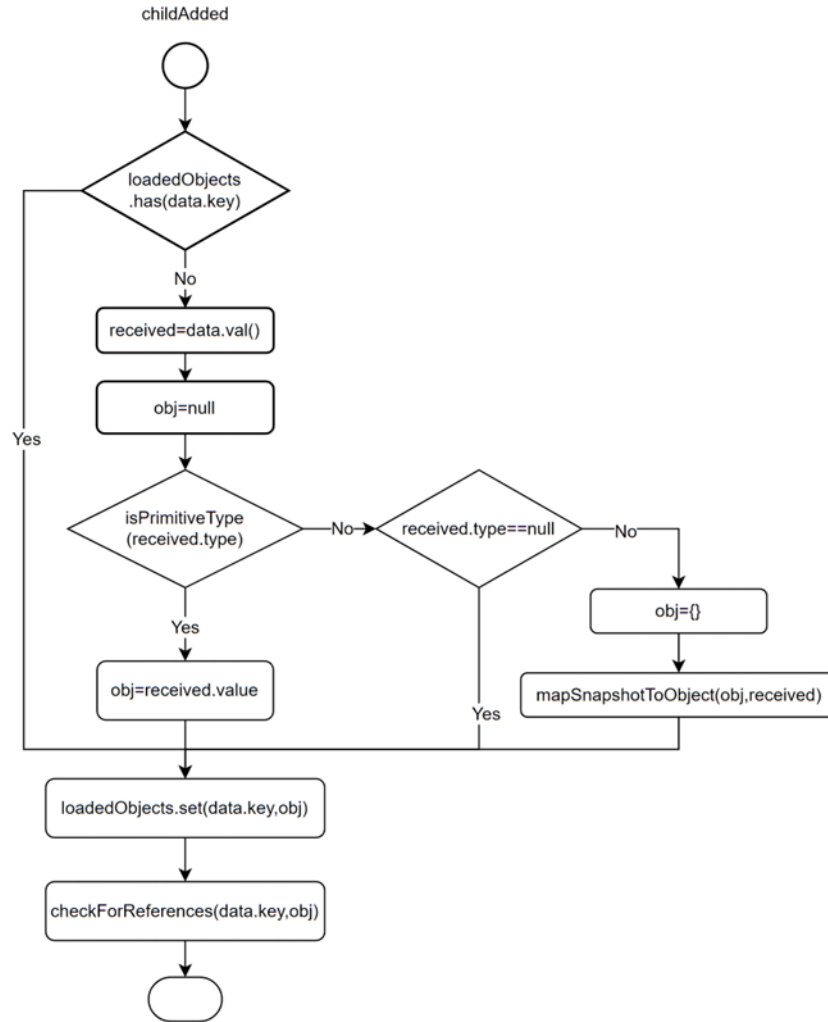 childAdded
loadedObjects
.has(data.key)
No
received=data.val()
obj=null
Yes
isPrimitiveType
(received.type)
No
received.type==null
No
obj={}
Yes
obj=received.value
mapSnapshotToObject(obj,received)
Yes
loadedObjects.set(data.key,obj)
checkForReferences(data.key,obj)